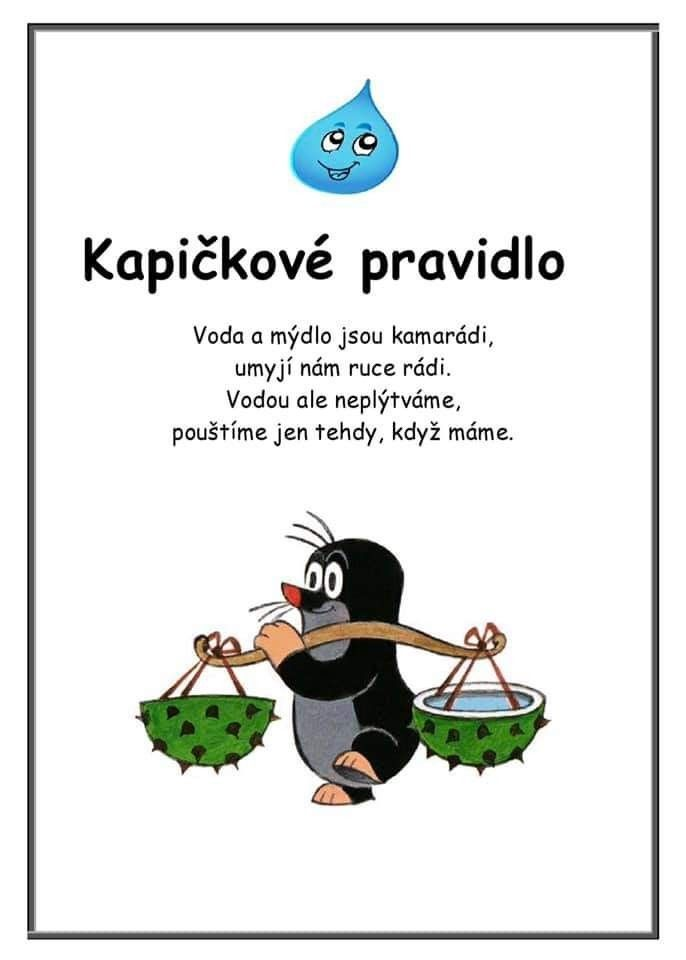 Kapičkové pravidlo
Voda a mýdlo jsou kamarádi,
umyjí nám ruce rádi.
Vodou ale neplýtváme,
pouštíme jen tehdy, když máme.